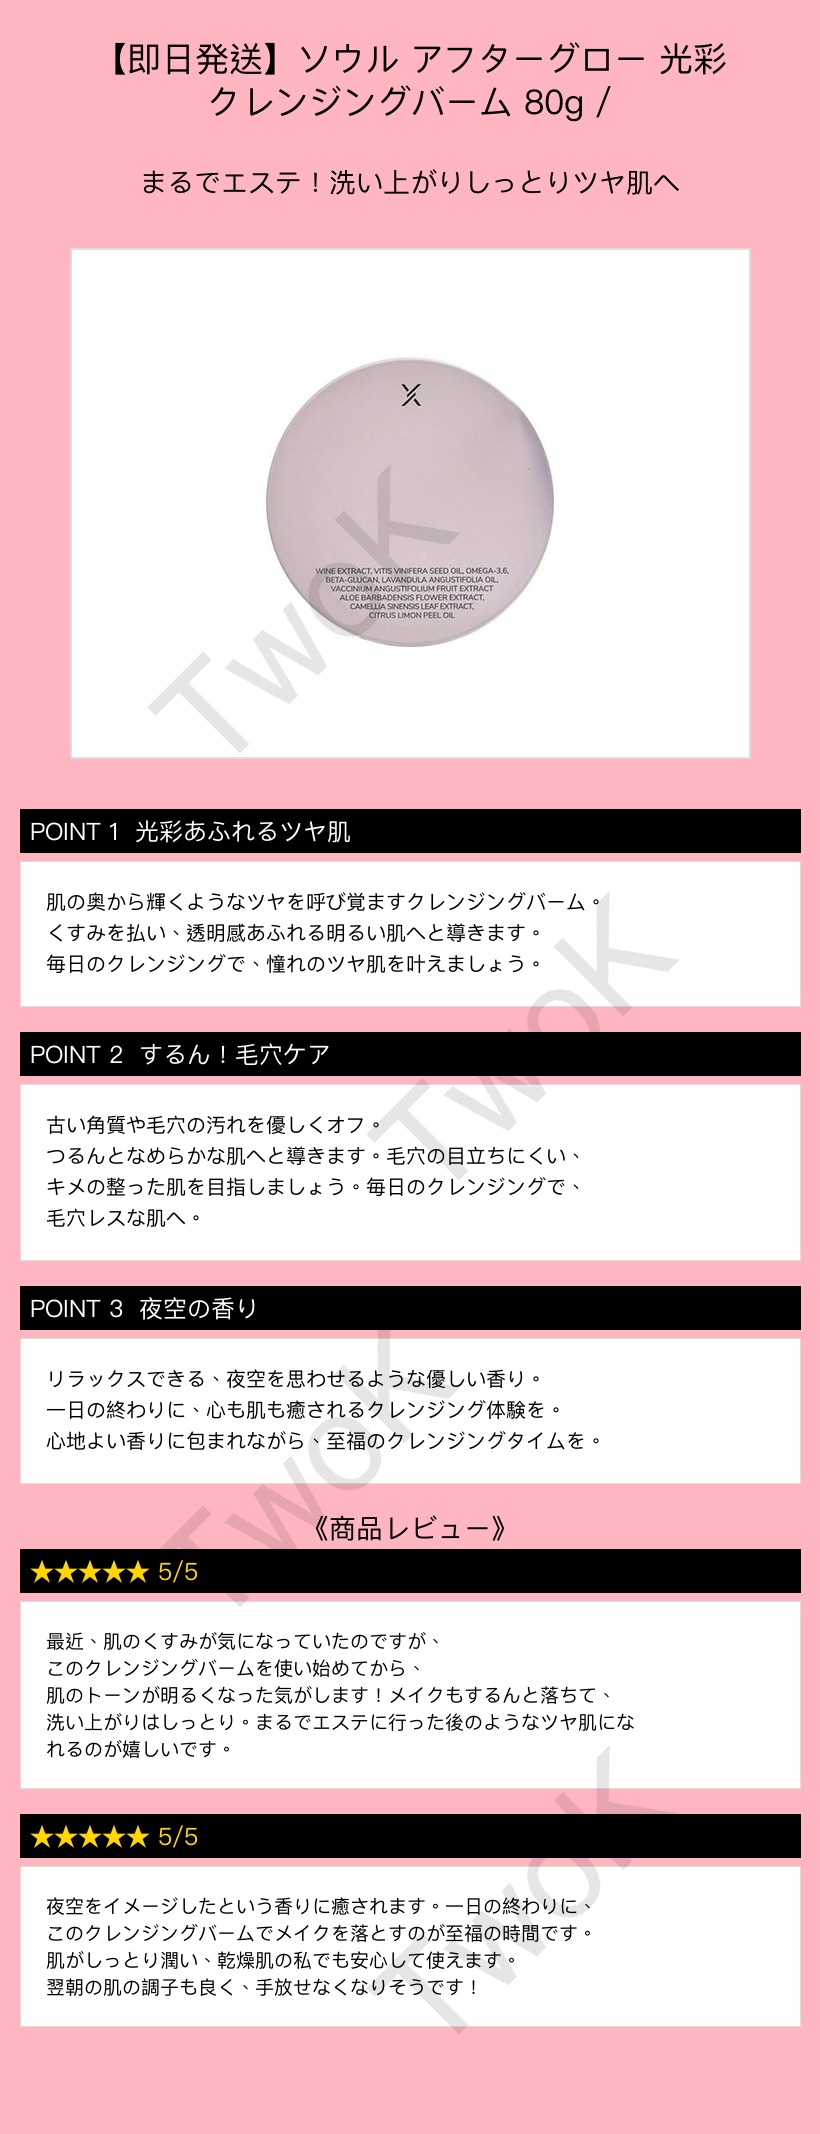 【即日発送】ソウル アフターグロー 光彩
クレンジングバーム 80g /
まるでエステ！洗い上がりしっとりツヤ肌へ
WINE EXTRACT, VITIS VINIFERA SEED OIL, OMEGA-3,6,
BETA-GLUCAN, LAVANDULA ANGUSTIFOLIA OIL,
VACCINIUM ANGUSTIFOLIUM FRUIT EXTRACT
ALOE BARBADENSIS FLOWER EXTRACT,
CAMELLIA SINENSIS LEAF EXTRACT,
CITRUS LIMON PEEL OIL
TwoK
POINT 1 光彩あふれるツヤ肌
肌の奥から輝くようなツヤを呼び覚ますクレンジングバーム。
くすみを払い、透明感あふれる明るい肌へと導きます。
毎日のクレンジングで、憧れのツヤ肌を叶えましょう。
TwoK
POINT 2 するん！毛穴ケア
古い角質や毛穴の汚れを優しくオフ。
つるんとなめらかな肌へと導きます。毛穴の目立ちにくい、
キメの整った肌を目指しましょう。毎日のクレンジングで、
毛穴レスな肌へ。
POINT 3 夜空の香り
リラックスできる、夜空を思わせるような優しい香り。
一日の終わりに、心も肌も癒されるクレンジング体験を。
心地よい香りに包まれながら、至福のクレンジングタイムを。
TwoK
《商品レビュー》
★★★★★ 5/5
最近、肌のくすみが気になっていたのですが、
このクレンジングバームを使い始めてから、
肌のトーンが明るくなった気がします！メイクもするんと落ちて、
洗い上がりはしっとり。まるでエステに行った後のようなツヤ肌にな
れるのが嬉しいです。
★★★★★ 5/5
夜空をイメージしたという香りに癒されます。一日の終わりに、
このクレンジングバームでメイクを落とすのが至福の時間です。
肌がしっとり潤い、乾燥肌の私でも安心して使えます。
翌朝の肌の調子も良く、手放せなくなりそうです！
TwoK